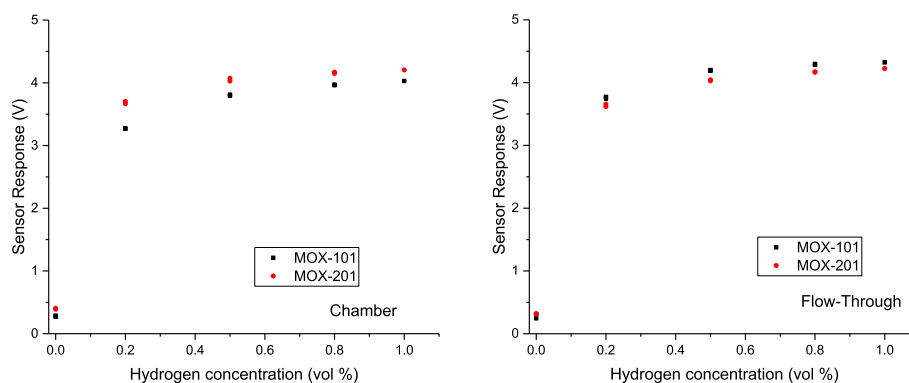 5
4
3
2
1
0
Sensor Response (V)
MOX-101
MOX-201
Chamber
0.0 0.2 0.4 0.6 0.8 1.0
Hydrogen concentration (vol %)
5
4
3
2
1
0
Sensor Response (V)
MOX-101
MOX-201
Flow-Through
0.0 0.2 0.4 0.6 0.8 1.0
Hydrogen concentration (vol %)